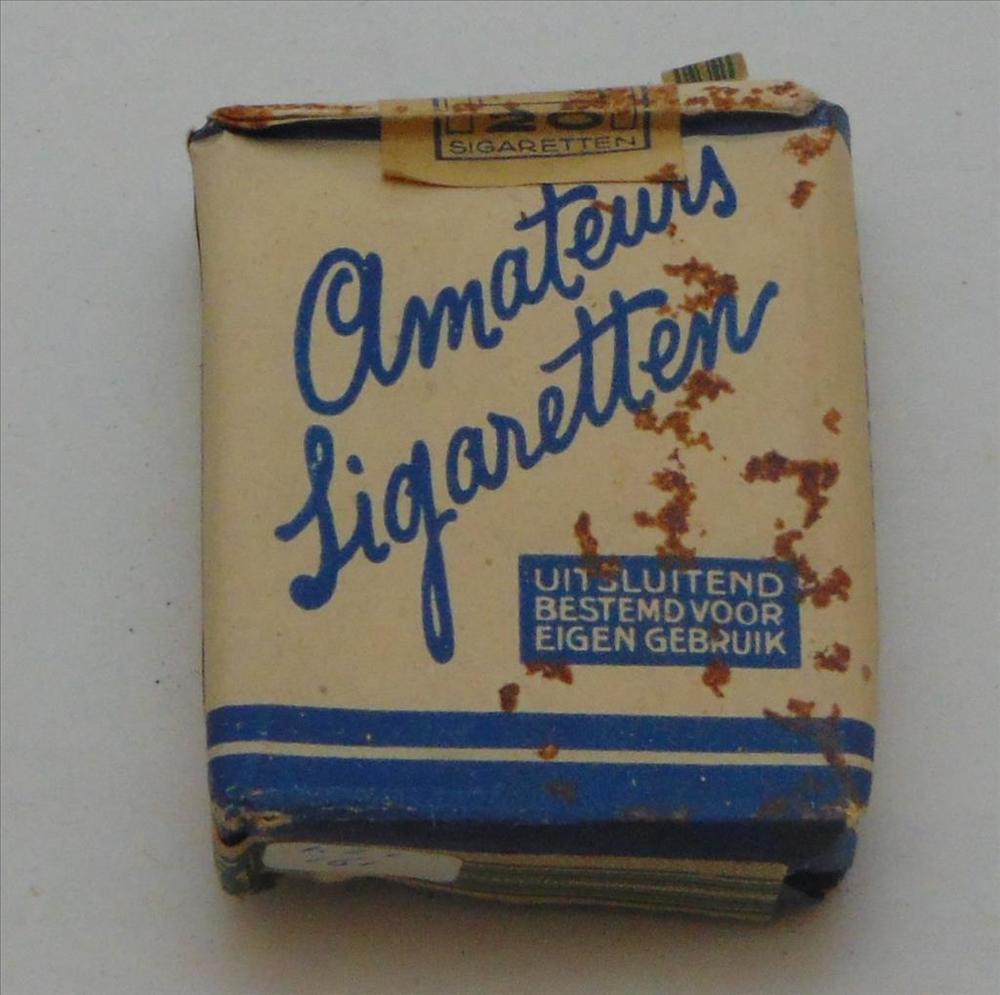 20
SIGARETTEN
Amateurs
Sigaretten
UITSLUITEND
BESTEMD VOOR
EIGEN GEBRUIK